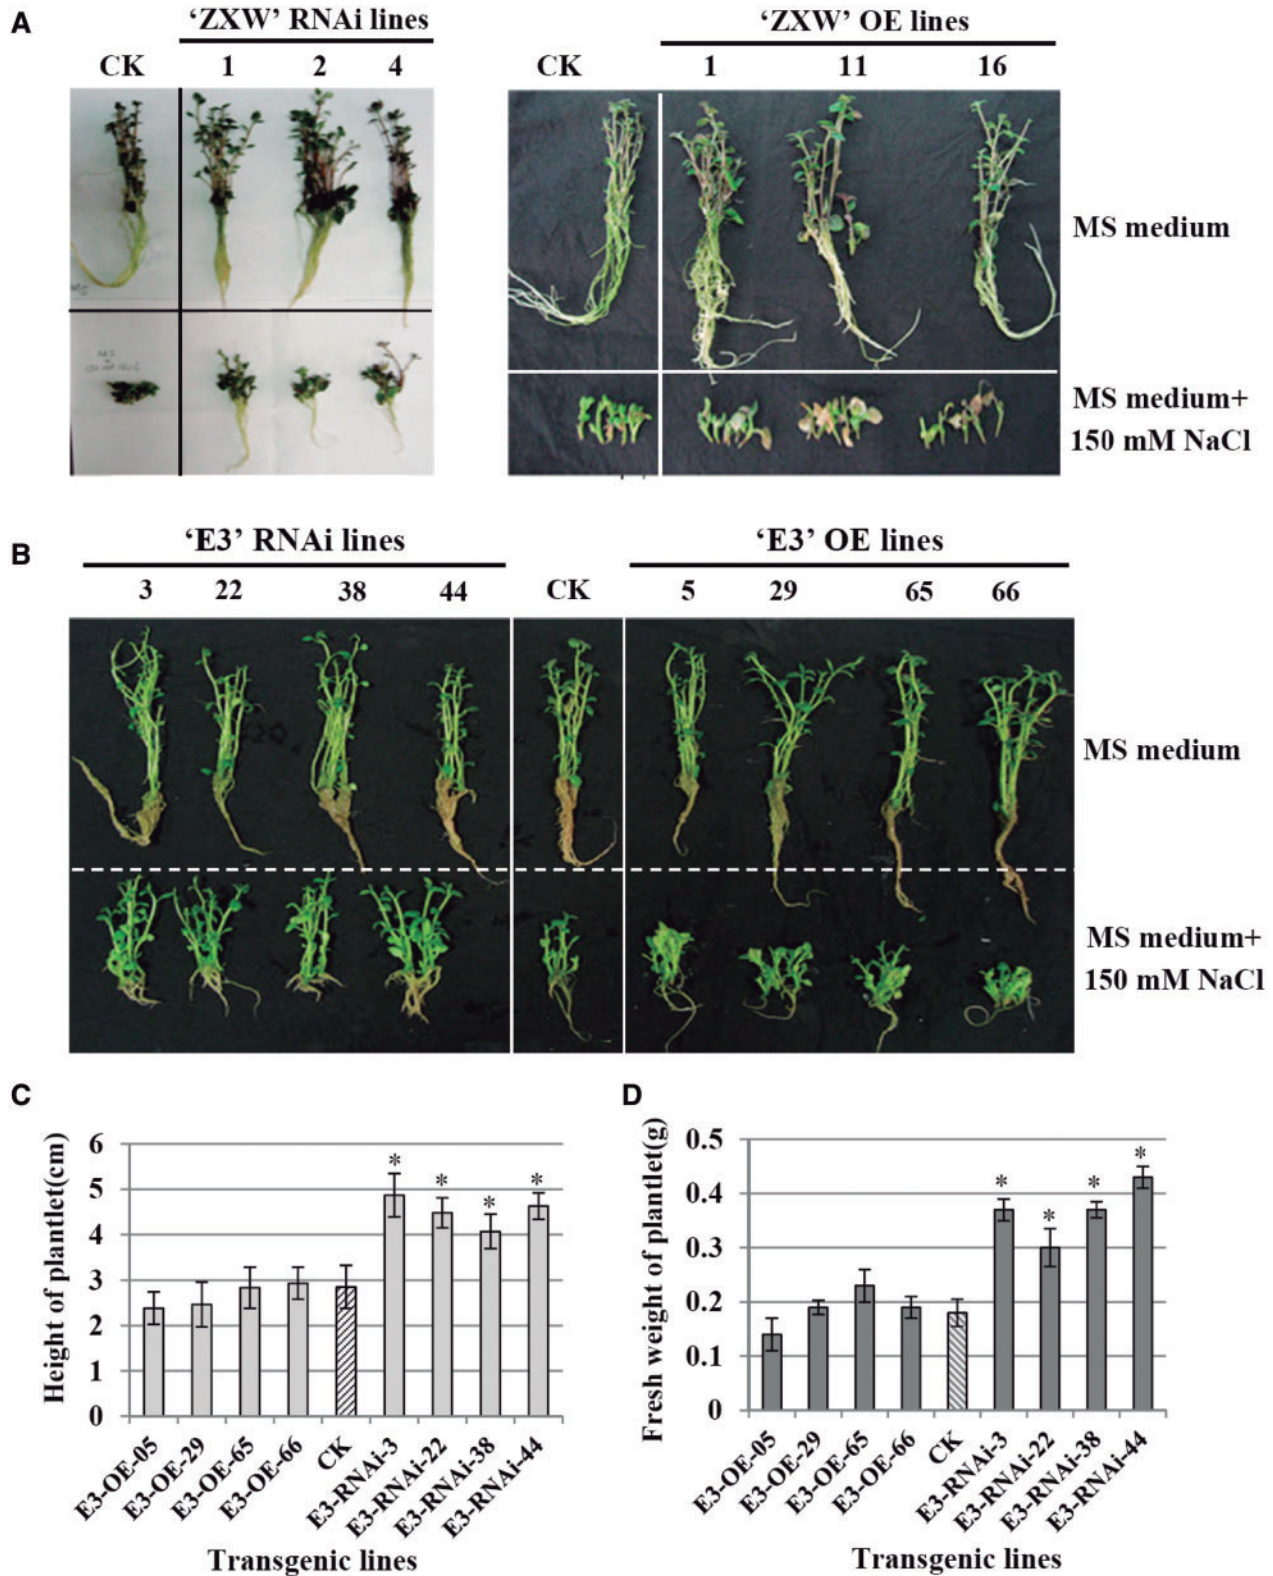 A
‘ZXW’ RNAi lines
‘ZXW’ OE lines
CK 1 2 4
CK 1 11 16
MS medium
MS medium+
150 mM NaCl
B
‘E3’ RNAi lines
‘E3’ OE lines
3 22 38 44 CK 5 29 65 66
MS medium
MS medium+
150 mM NaCl
C
Height of plantlet(cm)
6
5
4
3
2
1
0
* * * *
E3-OE-05
E3-OE-29
E3-OE-65
E3-OE-66
CK
E3-RNAi-3
E3-RNAi-22
E3-RNAi-38
E3-RNAi-44
Transgenic lines
D
Fresh weight of plantlet(g)
0.5
0.4
0.3
0.2
0.1
0
* * * *
E3-OE-05
E3-OE-29
E3-OE-65
E3-OE-66
CK
E3-RNAi-3
E3-RNAi-22
E3-RNAi-38
E3-RNAi-44
Transgenic lines